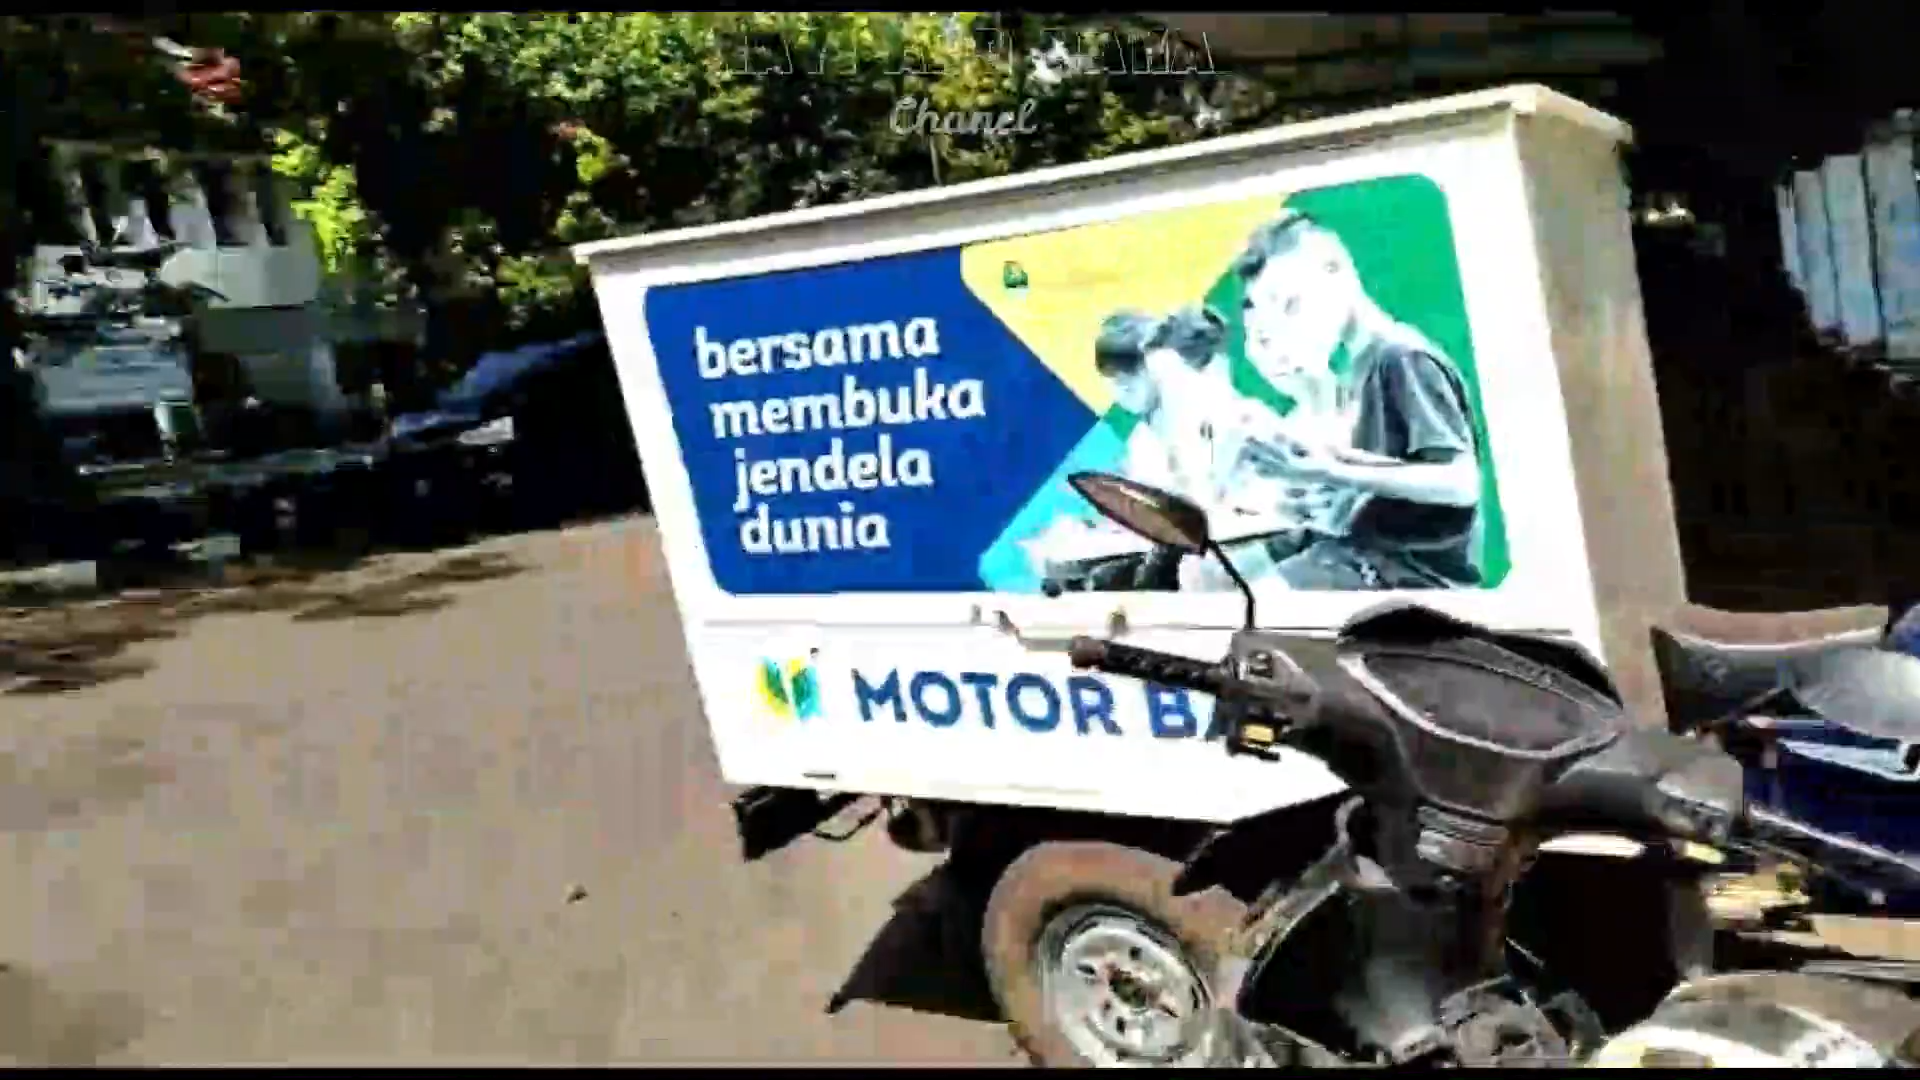 Chanel
bersama
membuka
jendela
dunia
MOTOR